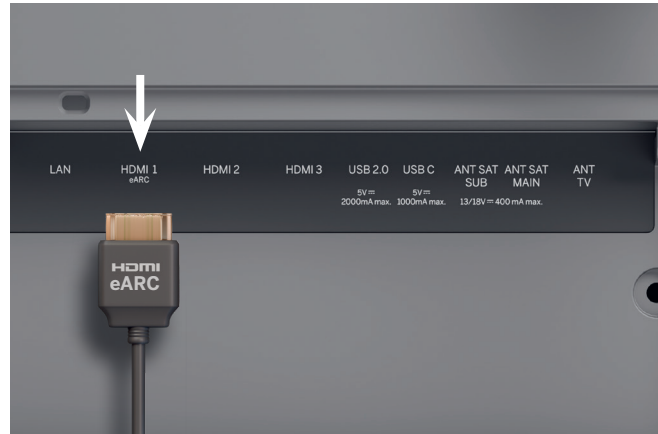 LAN
HDMI 1
eARC
HDMI 2
HDMI 3
USB 2.0
5V⎓
2000mA max.
USB C
5V⎓
1000mA max.
ANT SAT
SUB
ANT SAT
MAIN
13/18V⎓400 mA max.
ANT
TV
HDMI
eARC